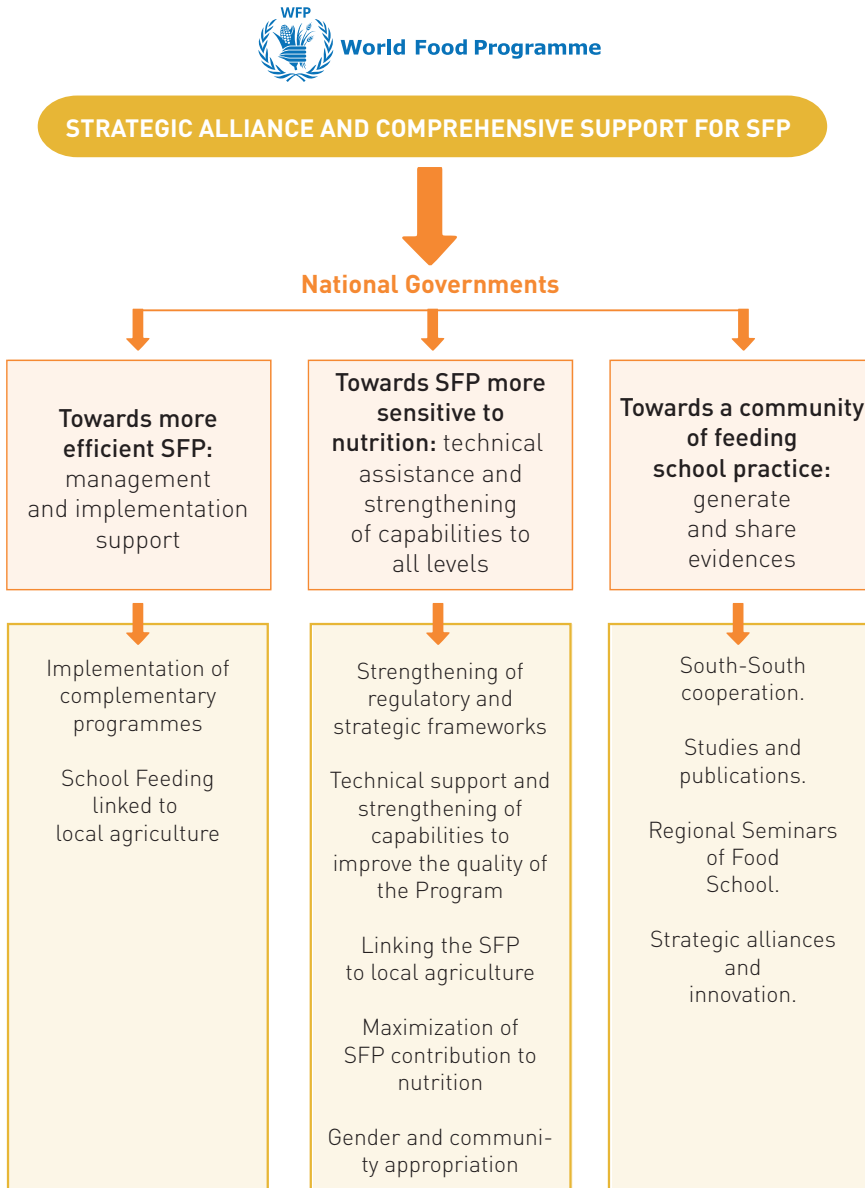 WFP
World Food Programme
STRATEGIC ALLIANCE AND COMPREHENSIVE SUPPORT FOR SFP
National Governments
Towards more
efficient SFP:
management
and implementation
support
Towards SFP more
sensitive to
nutrition: technical
assistance and
strengthening
of capabilities to
all levels
Towards a community
of feeding
school practice:
generate
and share
evidences
Implementation of
complementary
programmes
School Feeding
linked to
local agriculture
Strengthening of
regulatory and
strategic frameworks
Technical support and
strengthening of
capabilities to
improve the quality of
the Program
Linking the SFP
to local agriculture
Maximization of
SFP contribution to
nutrition
Gender and communi-
ty appropriation
South-South
cooperation.
Studies and
publications.
Regional Seminars
of Food
School.
Strategic alliances
and
innovation.